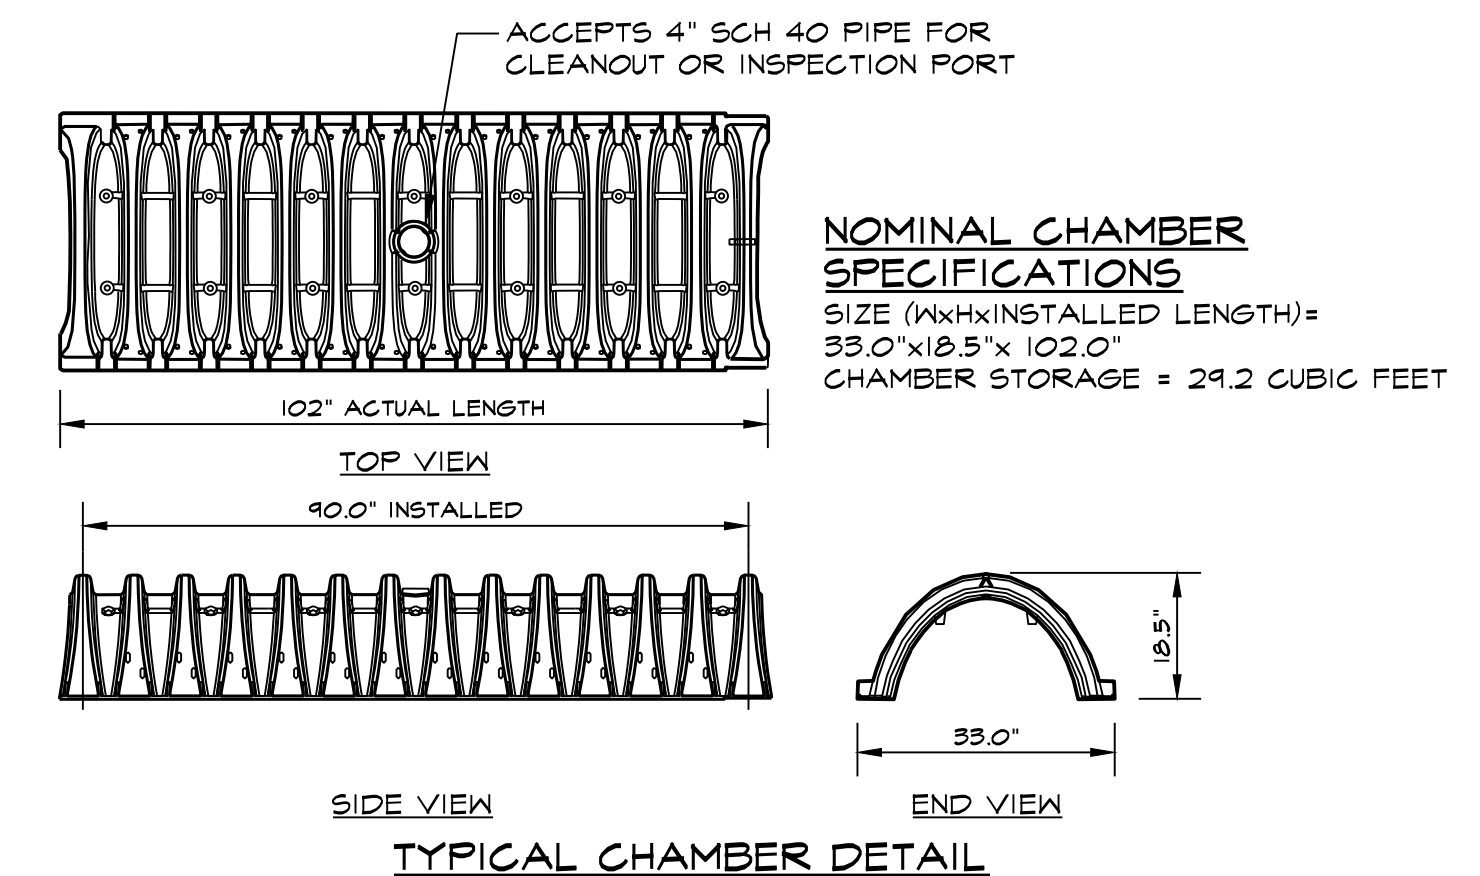 ACCEPTS 4" SCH 40 PIPE FOR
CLEANOUT OR INSPECTION PORT
NOMINAL CHAMBER
SPECIFICATIONS
SIZE (WxHxINSTALLED LENGTH)=
33.0"x18.5"x 102.0"
CHAMBER STORAGE = 29.2 CUBIC FEET
102" ACTUAL LENGTH
TOP VIEW
90.0" INSTALLED
18.5"
33.0"
SIDE VIEW
END VIEW
TYPICAL CHAMBER DETAIL